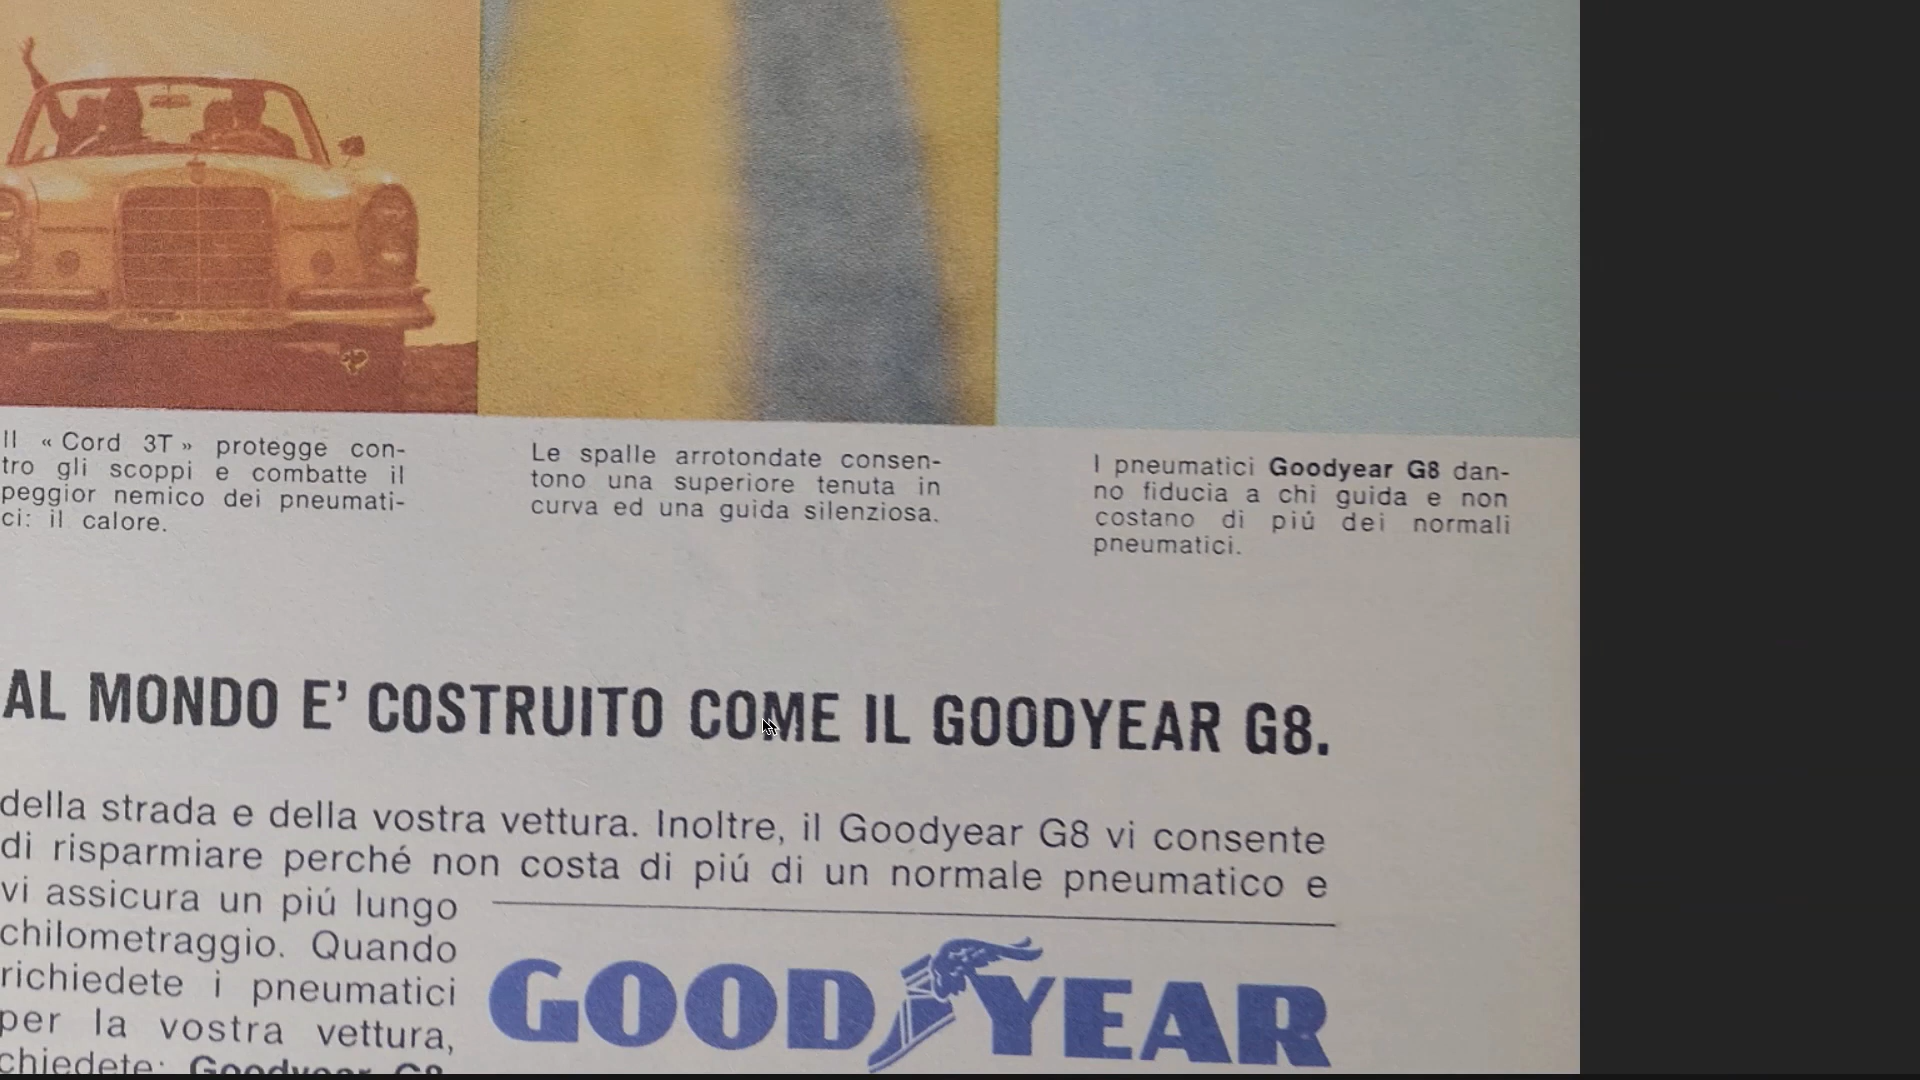 Il « Cord 3T » protegge con-
tro gli scoppi e combatte il
peggior nemico dei pneumati-
ci: il calore.
Le spalle arrotondate consen-
tono una superiore tenuta in
curva ed una guida silenziosa.
I pneumatici Goodyear G8 dan-
no fiducia a chi guida e non
costano di piú dei normali
pneumatici.
AL MONDO E' COSTRUITO COME IL GOODYEAR G8.
della strada e della vostra vettura. Inoltre, il Goodyear G8 vi consente
di risparmiare perché non costa di piú di un normale pneumatico e
vi assicura un piú lungo
chilometraggio. Quando
richiedete i pneumatici
per la vostra vettura,
chiedete: Goodyear G8
GOODYEAR